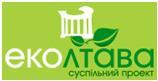 еколтава
суспільний проект